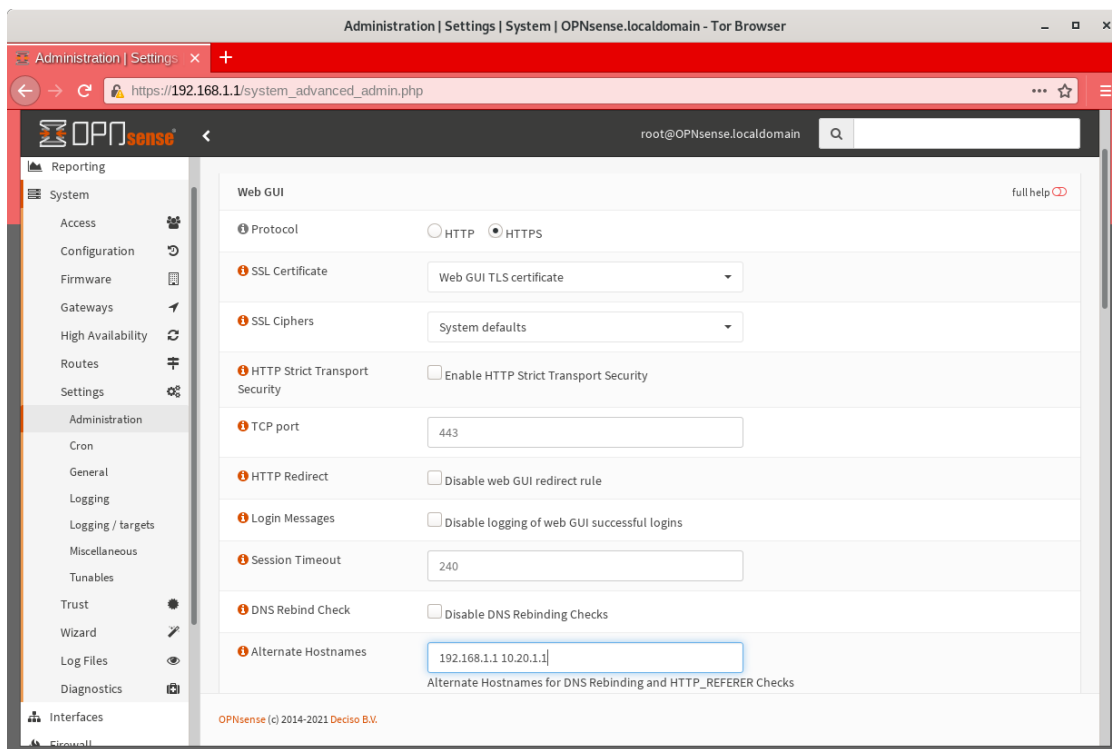 Administration | Settings | System | OPNsense.localdomain - Tor Browser
Administration | Settings
https://192.168.1.1/system_advanced_admin.php
OPNsense
root@OPNsense.localdomain
Reporting
System
Access
Configuration
Firmware
Gateways
High Availability
Routes
Settings
Administration
Cron
General
Logging
Logging / targets
Miscellaneous
Tunables
Trust
Wizard
Log Files
Diagnostics
Interfaces
Firewall
Web GUI
full help
Protocol
HTTP HTTPS
SSL Certificate
Web GUI TLS certificate
SSL Ciphers
System defaults
HTTP Strict Transport
Security
Enable HTTP Strict Transport Security
TCP port
443
HTTP Redirect
Disable web GUI redirect rule
Login Messages
Disable logging of web GUI successful logins
Session Timeout
240
DNS Rebind Check
Disable DNS Rebinding Checks
Alternate Hostnames
192.168.1.1 10.20.1.1
Alternate Hostnames for DNS Rebinding and HTTP_REFERER Checks
OPNsense (c) 2014-2021 Deciso B.V.